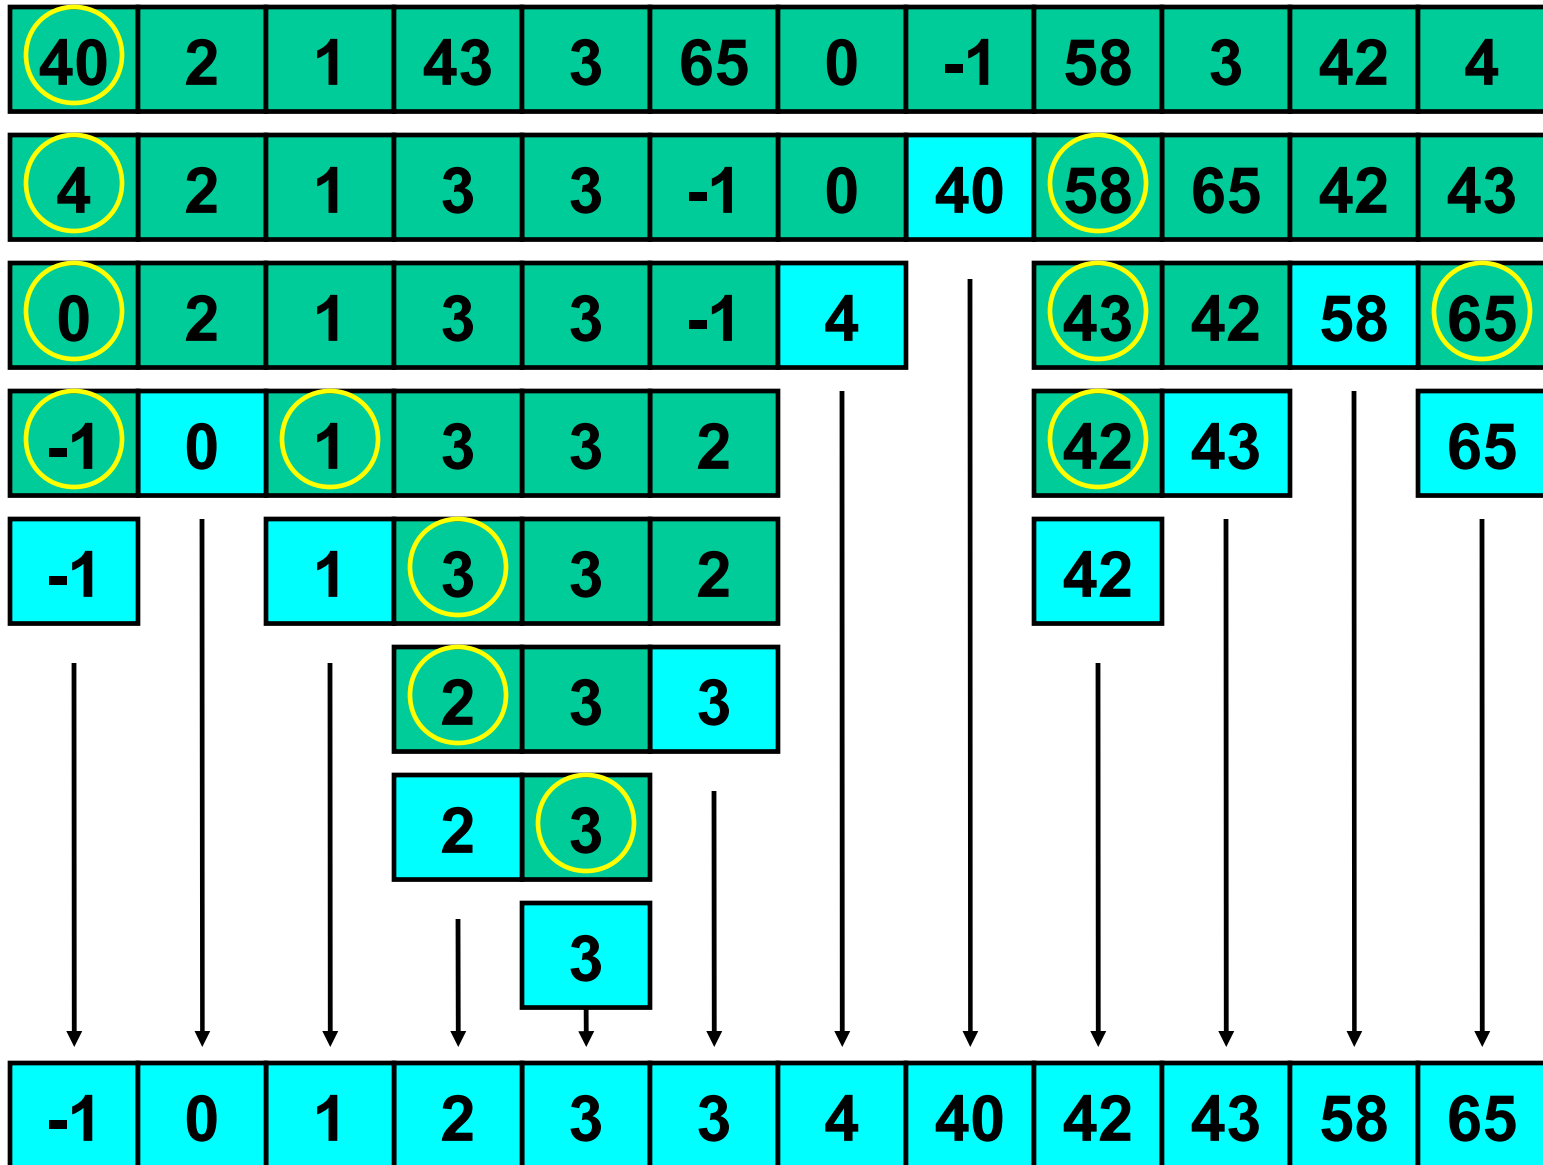 40 2 1 43 3 65 0 -1 58 3 42 4
4 2 1 3 3 -1 0 40 58 65 42 43
0 2 1 3 3 -1 4 43 42 58 65
-1 0 1 3 3 2 42 43 65
-1 1 3 3 2 42
2 3 3
2 3
3
-1 0 1 2 3 3 4 40 42 43 58 65